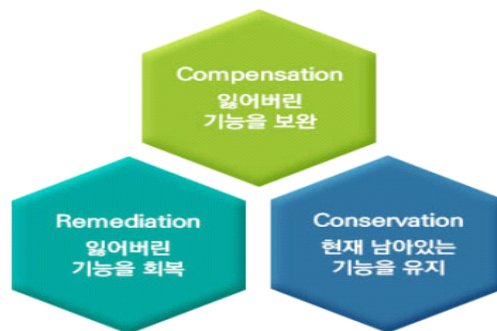 Compensation
잃어버린
기능을 보완
Remediation
잃어버린
기능을 회복
Conservation
현재 남아있는
기능을 유지